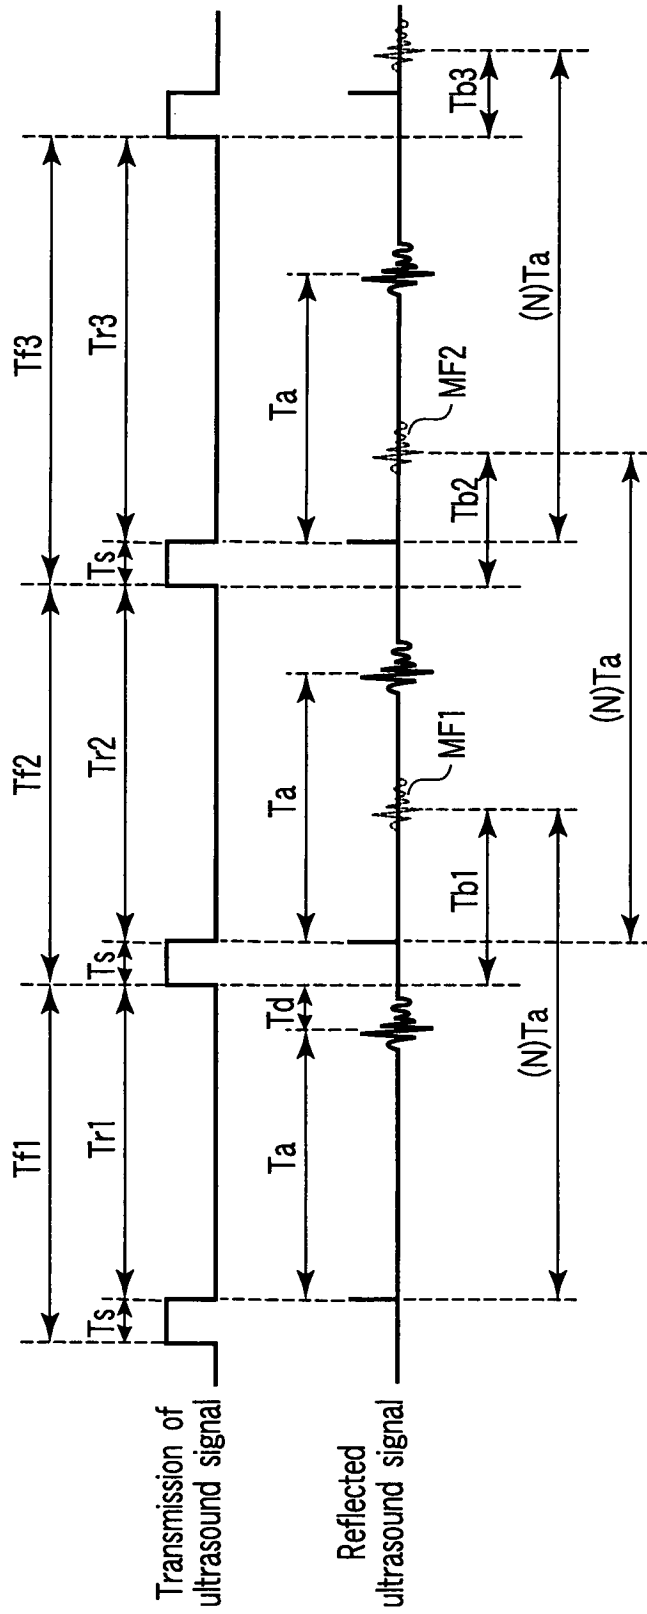 Tf1
Tf2
Tf3
Ts
Tr1
Ts
Tr2
Ts
Tr3
Transmission of
ultrasound signal
Ta
Td
Ta
Ta
Reflected
ultrasound signal
MF1
MF2
Tb1
Tb2
Tb3
(N)Ta
(N)Ta
(N)Ta